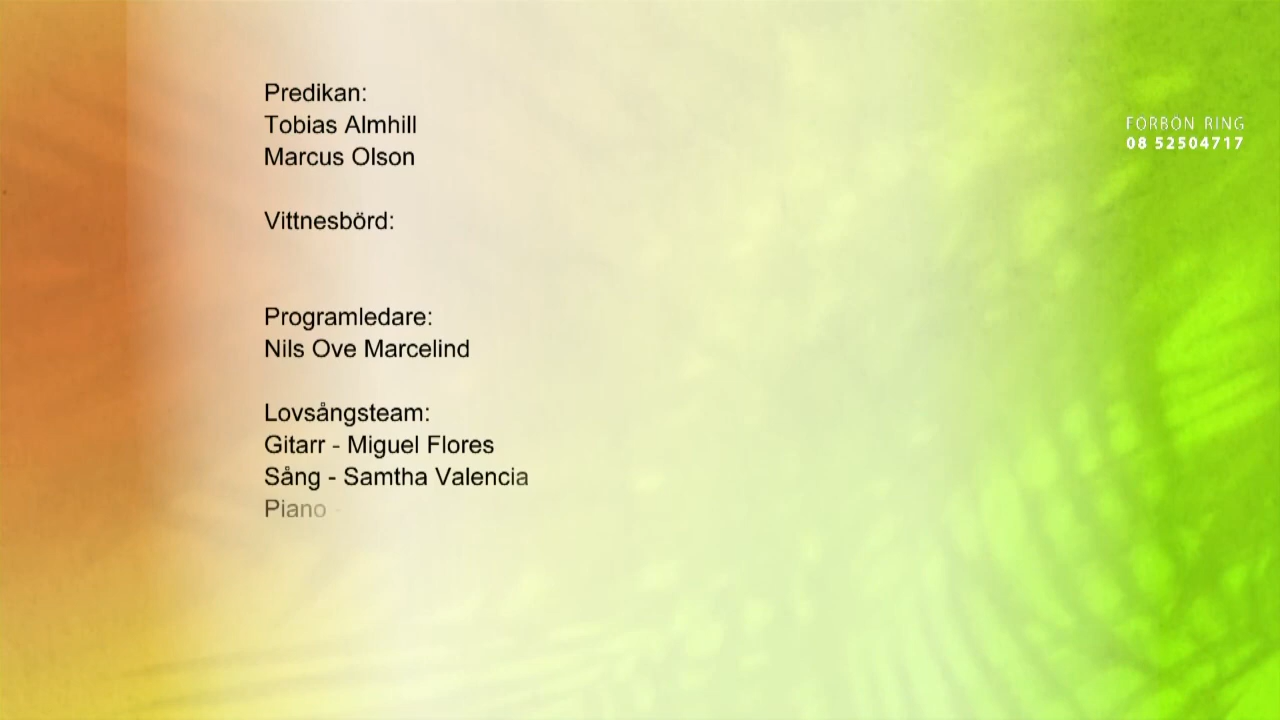 Predikan:
Tobias Almhill
Marcus Olson
Vittnesbörd:
Programledare:
Nils Ove Marcelind
Lovsångsteam:
Gitarr - Miguel Flores
Sång - Samtha Valencia
Piano -
FÖRBÖN RING
08 52504717